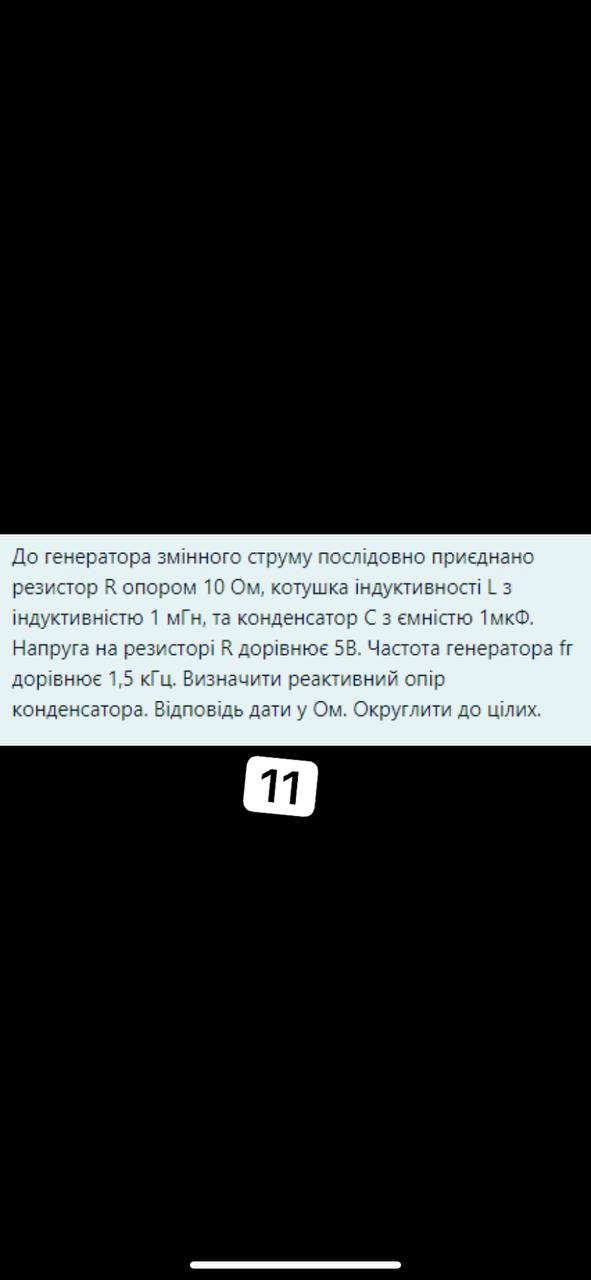 До генератора змінного струму послідовно приєднано
резистор R опором 10 Ом, котушка індуктивності L з
індуктивністю 1 мГн, та конденсатор C з ємністю 1мкФ.
Напруга на резисторі R дорівнює 5В. Частота генератора fг
дорівнює 1,5 кГц. Визначити реактивний опір
конденсатора. Відповідь дати у Ом. Округлити до цілих.
11